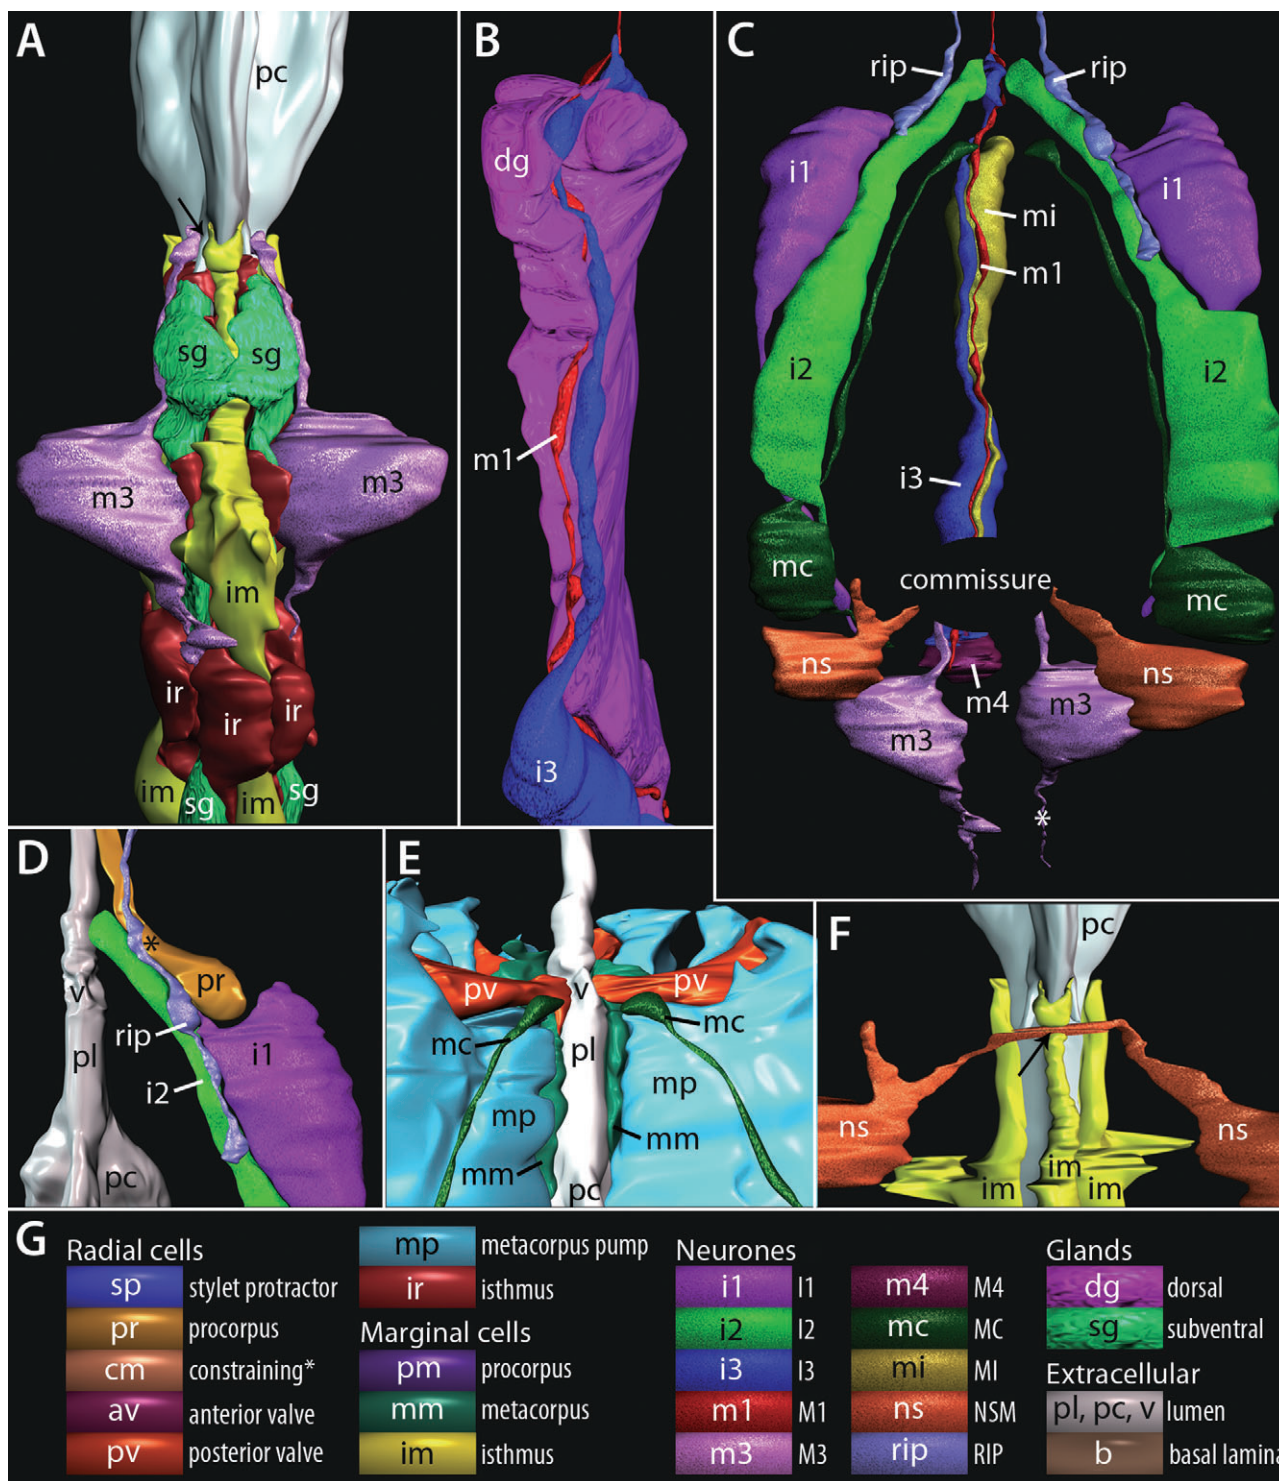 A
pc
sg sg
m3 m3
im
ir ir ir
im sg im sg
B
dg
m1
i3
C
rip rip
i1 i1
mi
m1
i2 i2
i3
mc commissure mc
ns ns
m4
m3 m3
*
D
*
pr
v
rip
pl i1
i2
pc
E
pv v pv
mc mc
pl
mp mp
mm mm
pc
F
pc
ns ns
im im im
G
Radial cells
sp stylet protractor
pr procorpus
cm constraining*
av anterior valve
pv posterior valve
mp metacorpus pump
ir isthmus
Marginal cells
pm procorpus
mm metacorpus
im isthmus
Neurones
i1 I1
i2 I2
i3 I3
m1 M1
m3 M3
m4 M4
mc MC
mi MI
ns NSM
rip RIP
Glands
dg dorsal
sg subventral
Extracellular
pl, pc, v lumen
b basal lamina